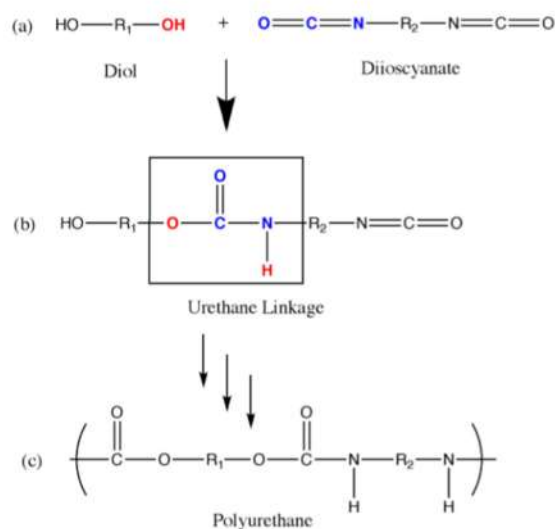 (a) HO R₁ OH + O C N R₂ N C O
Diol Diioscyanate
O
(b) HO R₁ O C N R₂ N C O
H
Urethane Linkage
O O
(c) C O R₁ O C N R₂ N
H H
Polyurethane